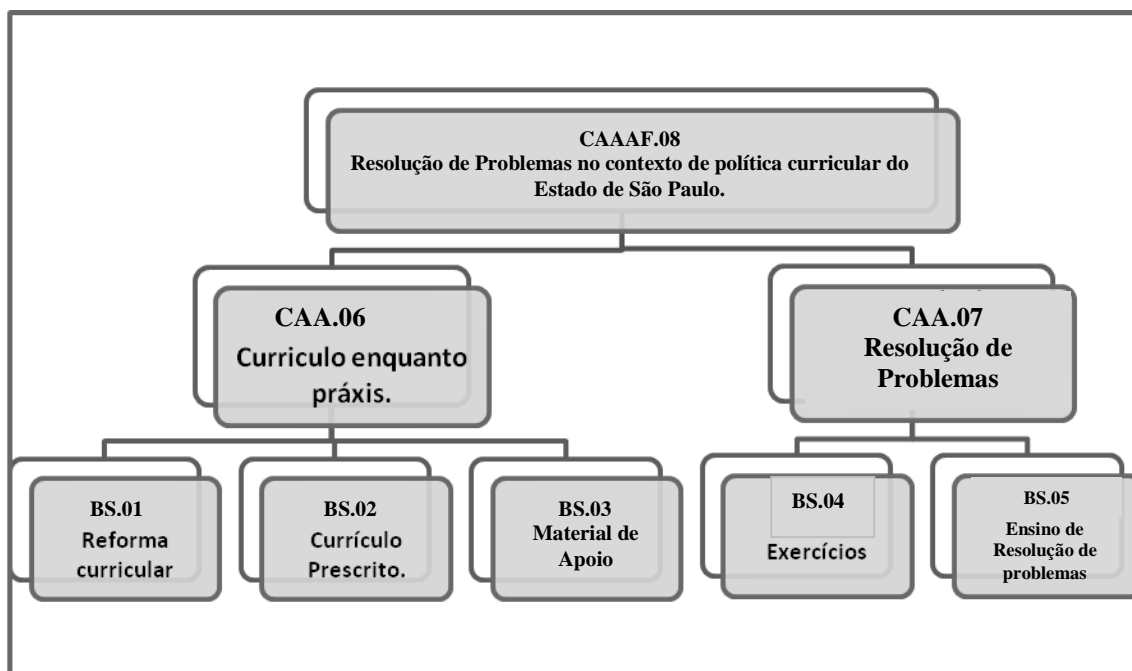 CAAAF.08
Resolução de Problemas no contexto de política curricular do
Estado de São Paulo.
CAA.06
Curriculo enquanto
práxis.
CAA.07
Resolução de
Problemas
BS.01
Reforma
curricular
BS.02
Currículo
Prescrito.
BS.03
Material de
Apoio
BS.04
Exercícios
BS.05
Ensino de
Resolução de
problemas